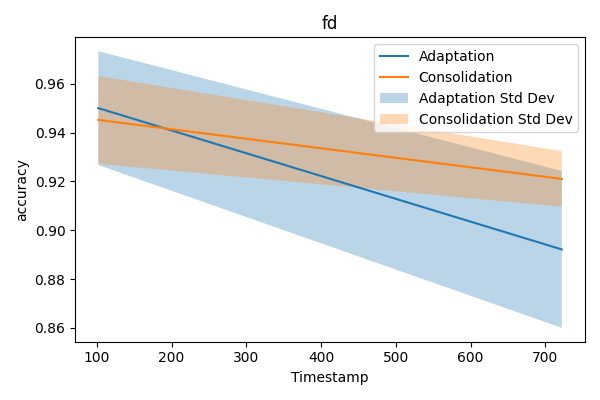 fd
Adaptation
Consolidation
Adaptation Std Dev
Consolidation Std Dev
accuracy
0.96
0.94
0.92
0.90
0.88
0.86
100 200 300 400 500 600 700
Timestamp